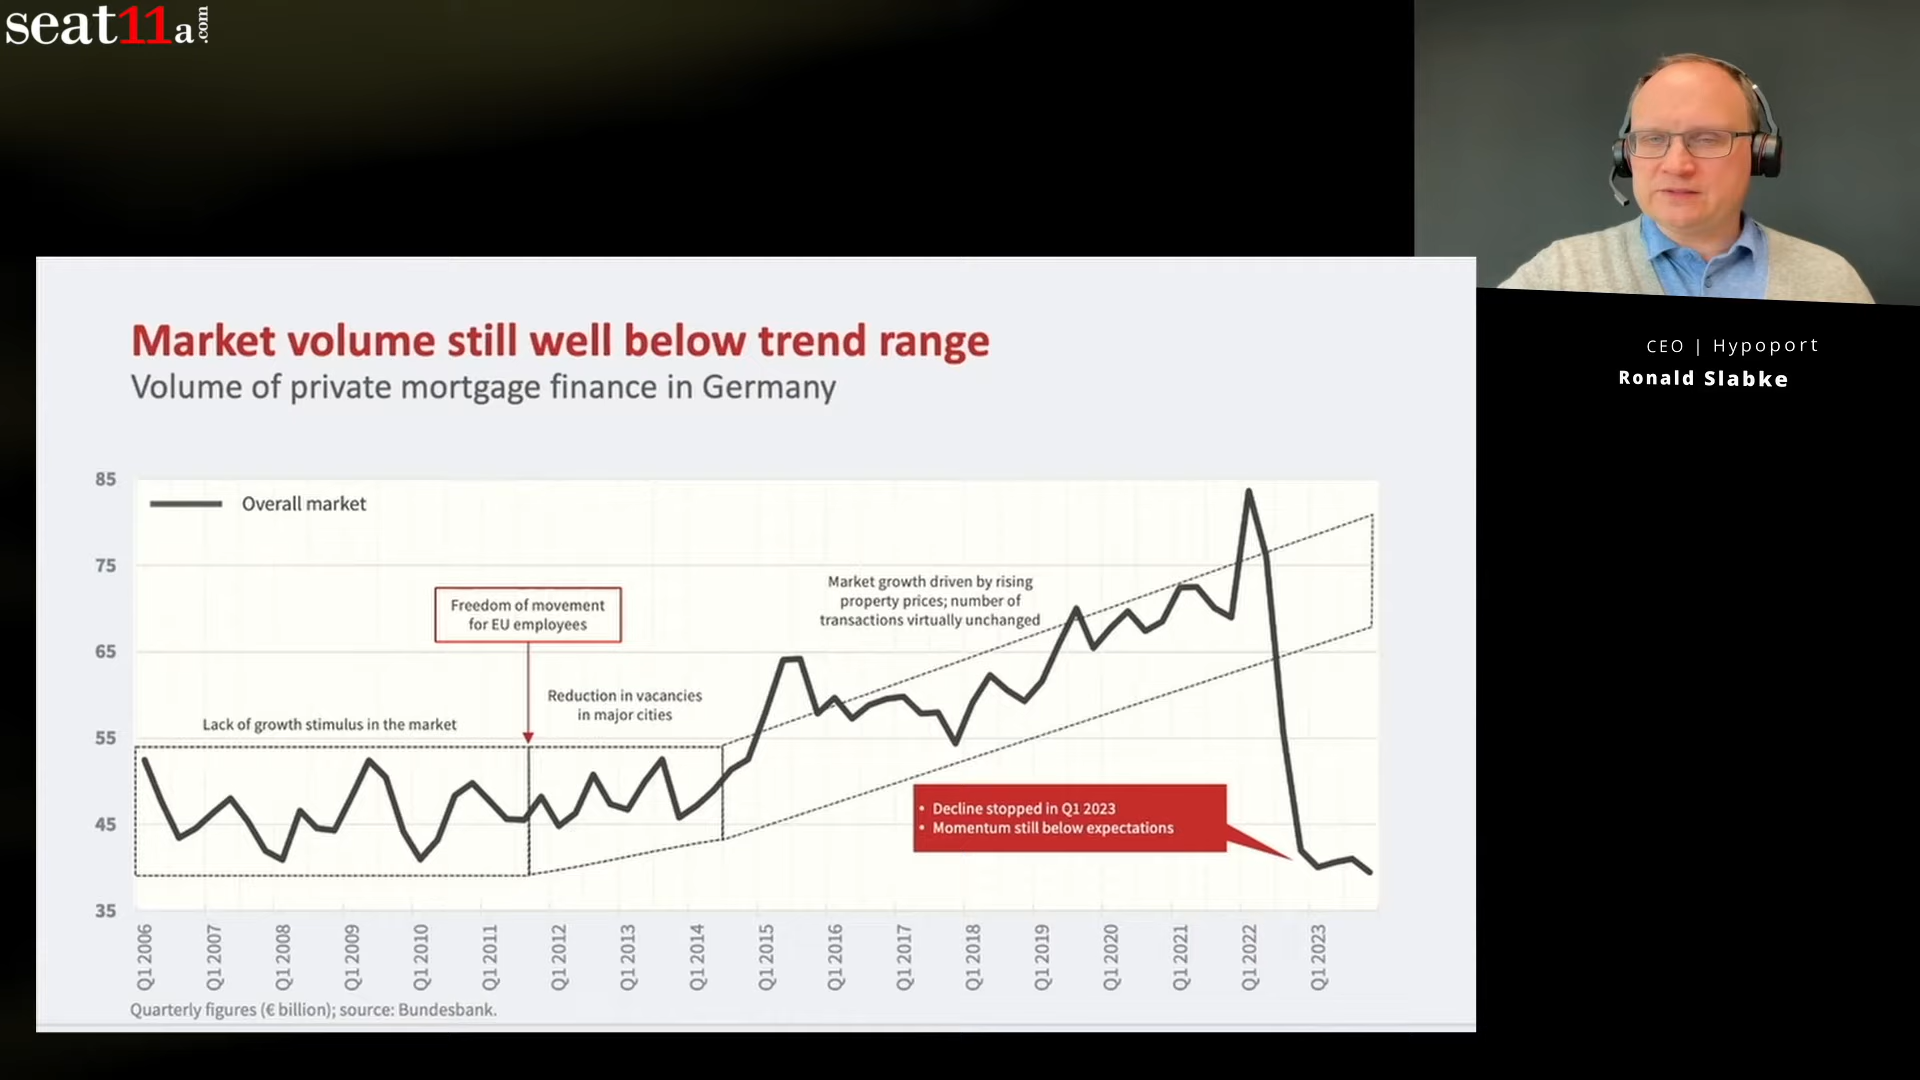 seat11a.com
CEO | Hypoport
Ronald Slabke
Market volume still well below trend range
Volume of private mortgage finance in Germany
85
75
65
55
45
35
Overall market
Freedom of movement
for EU employees
Lack of growth stimulus in the market
Reduction in vacancies
in major cities
Market growth driven by rising
property prices; number of
transactions virtually unchanged
• Decline stopped in Q1 2023
• Momentum still below expectations
Q1 2006
Q1 2007
Q1 2008
Q1 2009
Q1 2010
Q1 2011
Q1 2012
Q1 2013
Q1 2014
Q1 2015
Q1 2016
Q1 2017
Q1 2018
Q1 2019
Q1 2020
Q1 2021
Q1 2022
Q1 2023
Quarterly figures (€ billion); source: Bundesbank.